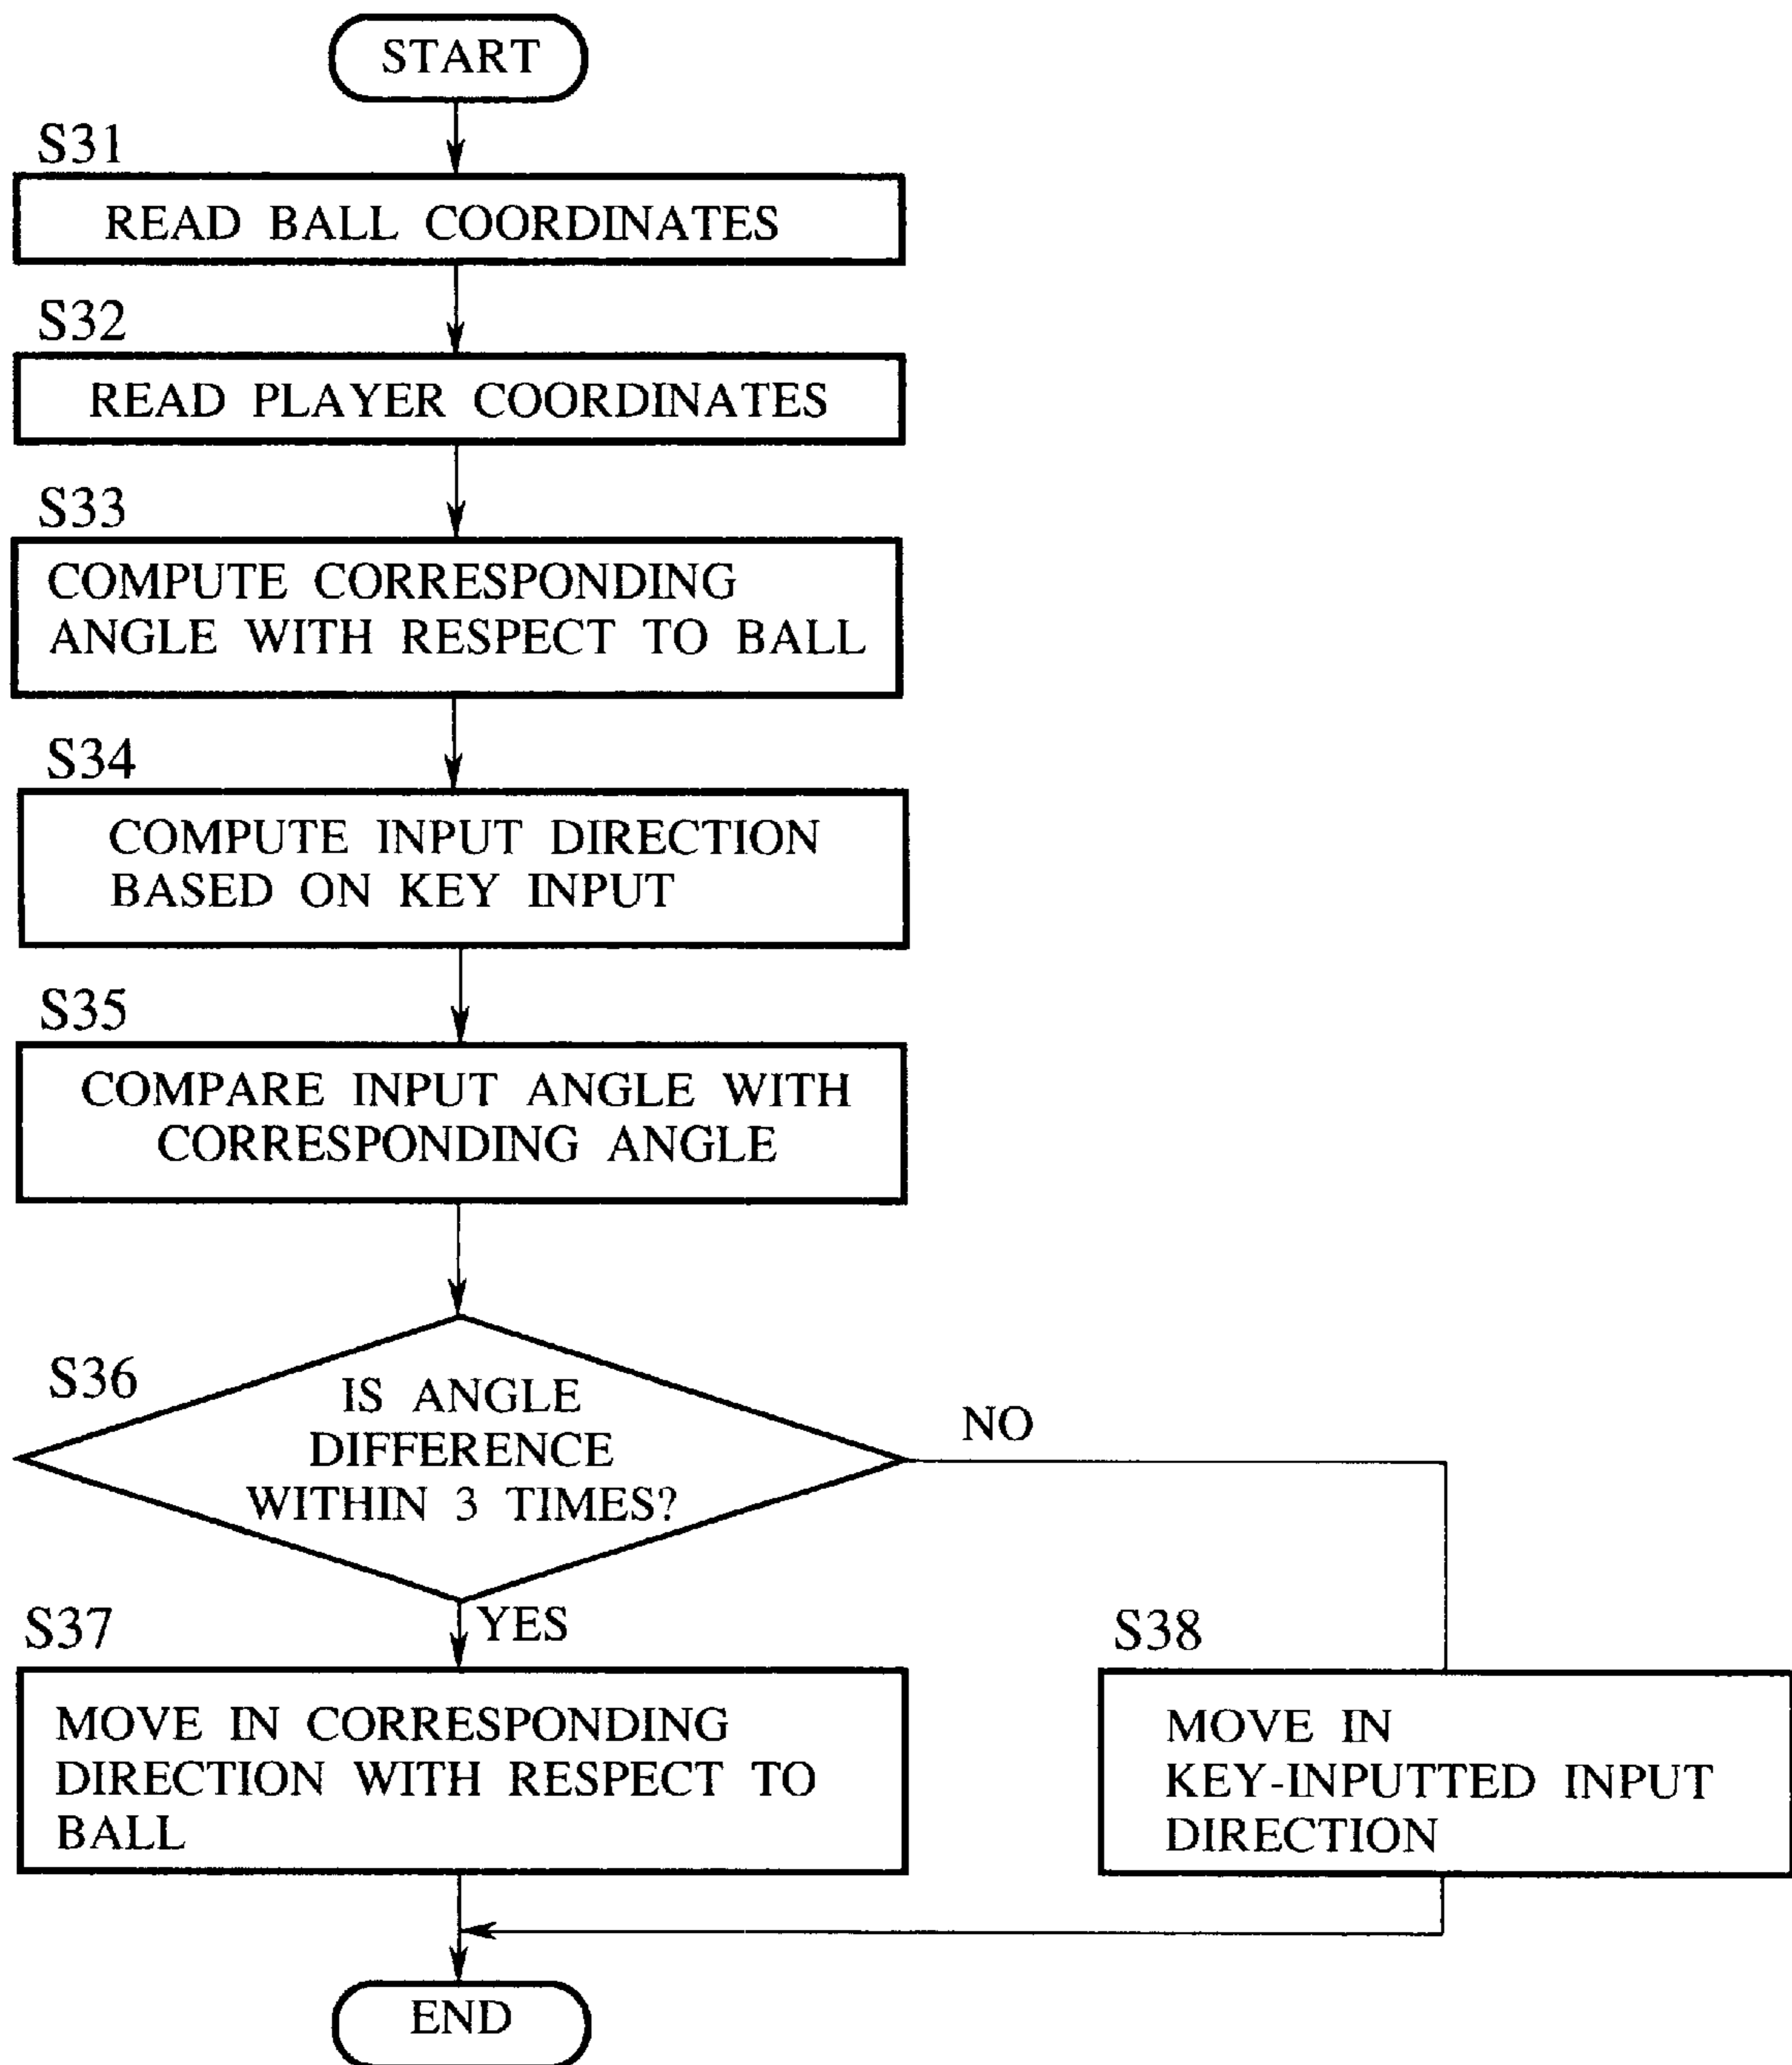 START
S31
READ BALL COORDINATES
S32
READ PLAYER COORDINATES
S33
COMPUTE CORRESPONDING
ANGLE WITH RESPECT TO BALL
S34
COMPUTE INPUT DIRECTION
BASED ON KEY INPUT
S35
COMPARE INPUT ANGLE WITH
CORRESPONDING ANGLE
S36
IS ANGLE
DIFFERENCE
WITHIN 3 TIMES?
NO
YES
S37
MOVE IN CORRESPONDING
DIRECTION WITH RESPECT TO
BALL
S38
MOVE IN
KEY-INPUTTED INPUT
DIRECTION
END